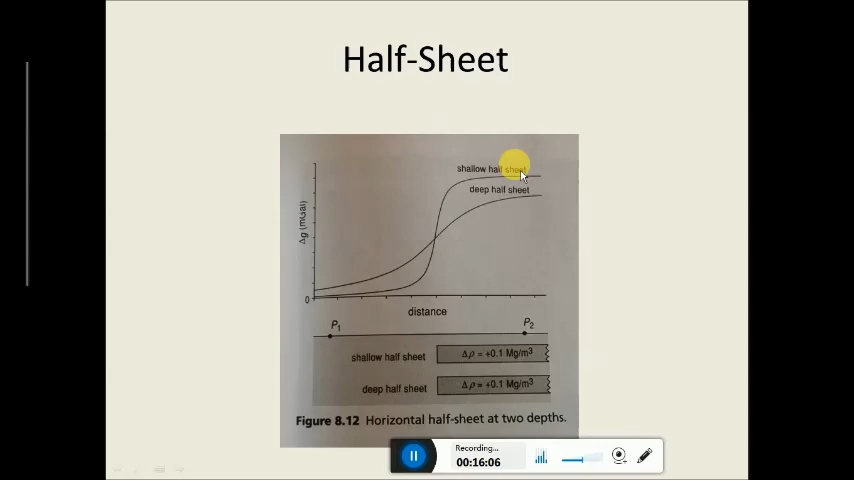 Half-Sheet
shallow half sheet
deep half sheet
Δg (mGal)
0
distance
P1
P2
shallow half sheet
Δρ = +0.1 Mg/m³
deep half sheet
Δρ = +0.1 Mg/m³
Figure 8.12 Horizontal half-sheet at two depths.
Recording...
00:16:06